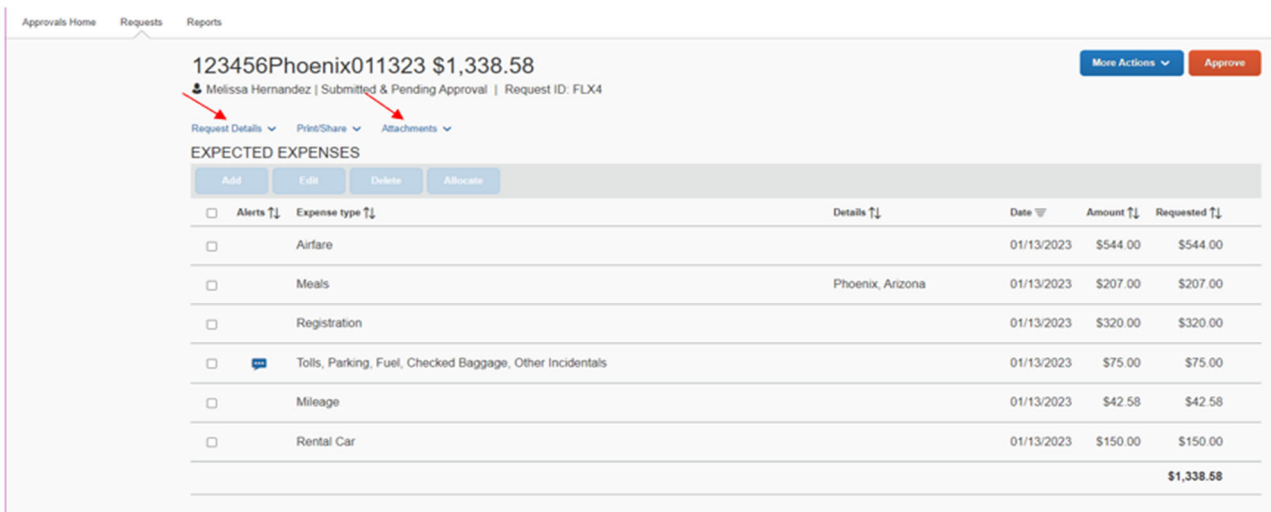 Approvals Home Requests Reports
123456Phoenix011323 $1,338.58
More Actions Approve
Melissa Hernandez | Submitted & Pending Approval | Request ID: FLX4
Request Details Print/Share Attachments
EXPECTED EXPENSES
Add Edit Delete Allocate
Alerts Expense type Details Date Amount Requested
Airfare 01/13/2023 $544.00 $544.00
Meals Phoenix, Arizona 01/13/2023 $207.00 $207.00
Registration 01/13/2023 $320.00 $320.00
Tolls, Parking, Fuel, Checked Baggage, Other Incidentals 01/13/2023 $75.00 $75.00
Mileage 01/13/2023 $42.58 $42.58
Rental Car 01/13/2023 $150.00 $150.00
$1,338.58